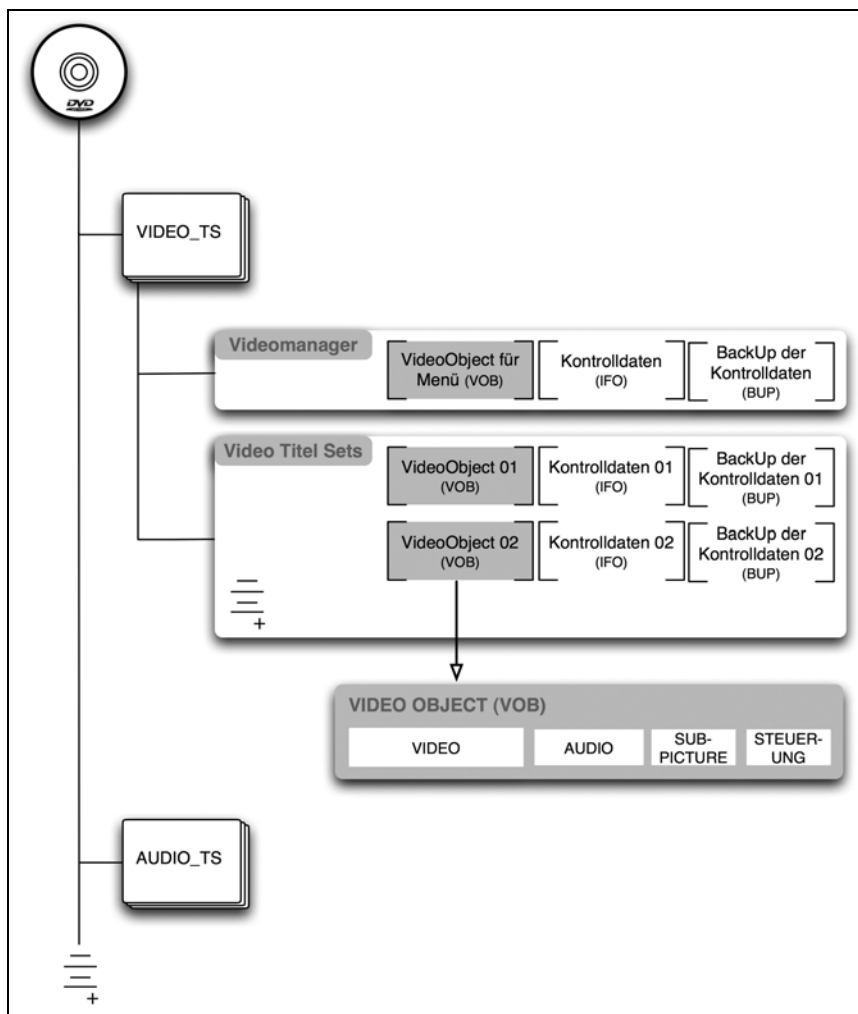 DVD
VIDEO_TS
Videomanager
VideoObject für
Menü (VOB)
Kontrolldaten
(IFO)
BackUp der
Kontrolldaten
(BUP)
Video Titel Sets
VideoObject 01
(VOB)
Kontrolldaten 01
(IFO)
BackUp der
Kontrolldaten 01
(BUP)
VideoObject 02
(VOB)
Kontrolldaten 02
(IFO)
BackUp der
Kontrolldaten 02
(BUP)
+
VIDEO OBJECT (VOB)
VIDEO
AUDIO
SUB-
PICTURE
STEUER-
UNG
AUDIO_TS
+